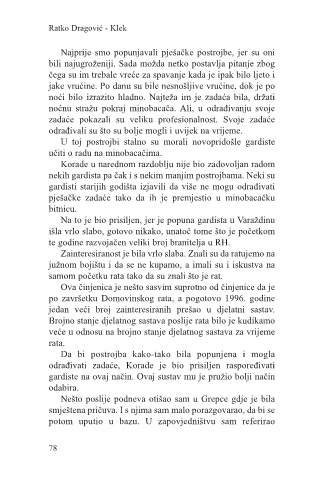 Ratko Dragović - Klek
Najprije smo popunjavali pješačke postrojbe, jer su oni
bili najugroženiji. Sada možda netko postavlja pitanje zbog
čega su im trebale vreće za spavanje kada je ipak bilo ljeto i
jake vrućine. Po danu su bile nesnošljive vrućine, dok je po
noći bilo izrazito hladno. Najteža im je zadaća bila, držati
noćnu stražu pokraj minobacača. Ali, u odrađivanju svoje
zadaće pokazali su veliku profesionalnost. Svoje zadaće
odrađivali su što su bolje mogli i uvijek na vrijeme.
U toj postrojbi stalno su morali novopridošle gardiste
učiti o radu na minobacačima.
Korade u narednom razdoblju nije bio zadovoljan radom
nekih gardista pa čak i s nekim manjim postrojbama. Neki su
gardisti starijih godišta izjavili da više ne mogu odrađivati
pješačke zadaće tako da ih je premjestio u minobacačku
bitnicu.
Na to je bio prisiljen, jer je popuna gardista u Varaždinu
išla vrlo slabo, gotovo nikako, unatoč tome što je početkom
te godine razvojačen veliki broj branitelja u RH.
Zainteresiranost je bila vrlo slaba. Znali su da ratujemo na
južnom bojištu i da se ne kupamo, a imali su i iskustva na
samom početku rata tako da su znali što je rat.
Ova činjenica je nešto sasvim suprotno od činjenice da je
po završetku Domovinskog rata, a pogotovo 1996. godine
jedan veći broj zainteresiranih prešao u djelatni sastav.
Brojno stanje djelatnog sastava poslije rata bilo je kudikamo
veće u odnosu na brojno stanje djelatnog sastava za vrijeme
rata.
Da bi postrojba kako-tako bila popunjena i mogla
odrađivati zadaće, Korade je bio prisiljen raspoređivati
gardiste na ovaj način. Ovaj sustav mu je pružio bolji način
odabira.
Nešto poslije podneva otišao sam u Grepce gdje je bila
smještena pričuva. I s njima sam malo porazgovarao, da bi se
potom uputio u bazu. U zapovjedništvu sam referirao
78